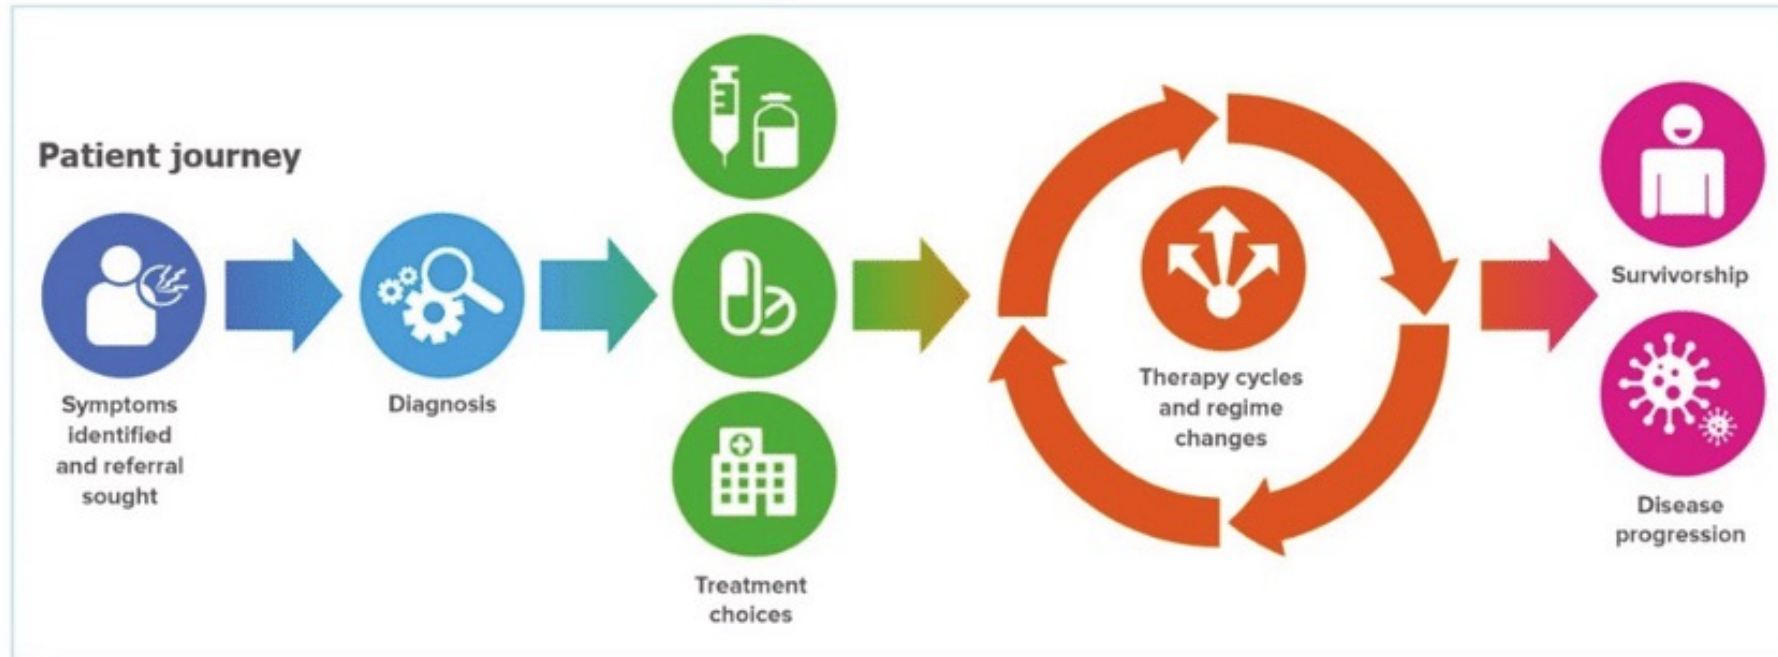 Patient journey
Symptoms
identified
and referral
sought
Diagnosis
Treatment
choices
Therapy cycles
and regime
changes
Survivorship
Disease
progression